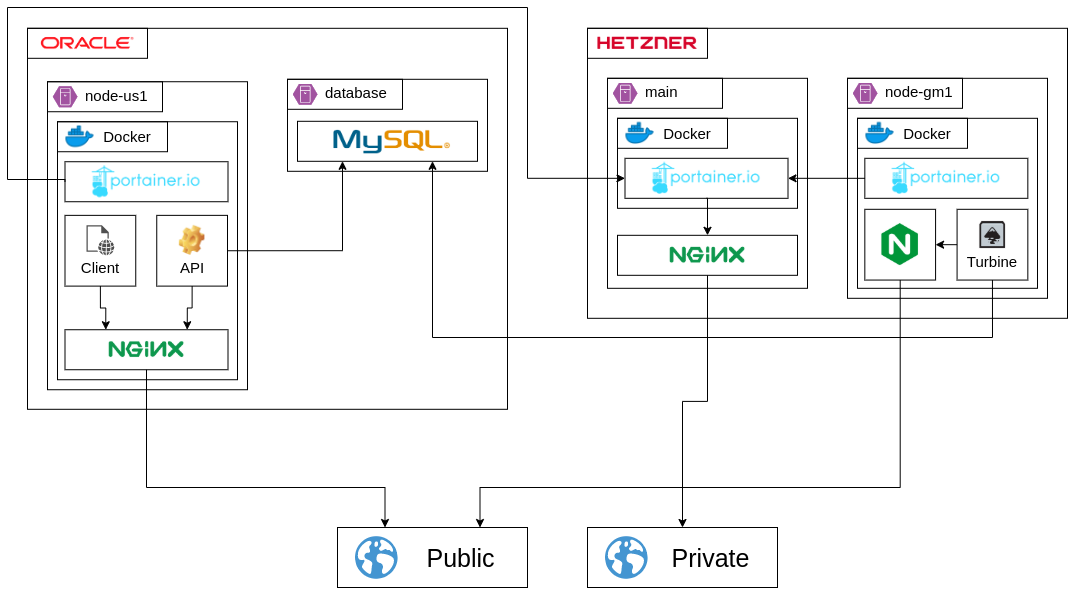 ORACLE
node-us1
Docker
portainer.io
Client
API
NGINX
database
MySQL
HETZNER
main
Docker
portainer.io
NGINX
node-gm1
Docker
portainer.io
N
Turbine
Public
Private